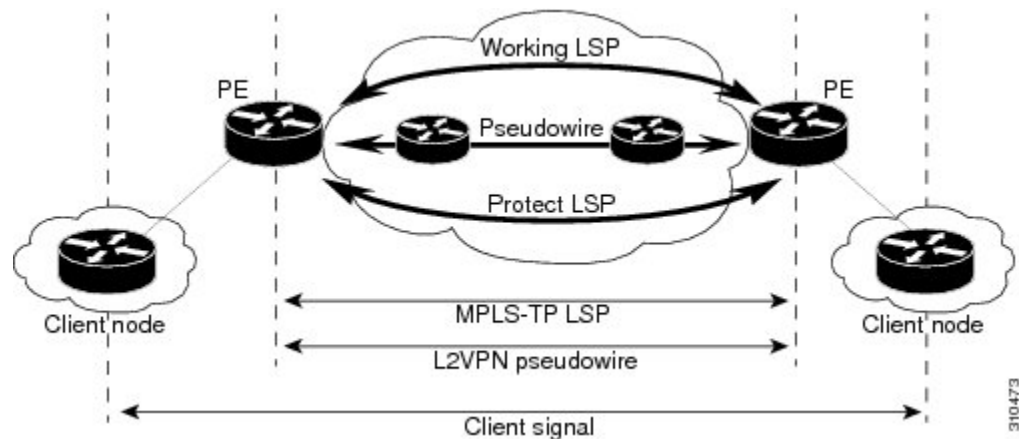 Working LSP
PE
PE
Pseudowire
Protect LSP
Client node
Client node
MPLS-TP LSP
L2VPN pseudowire
Client signal
310473